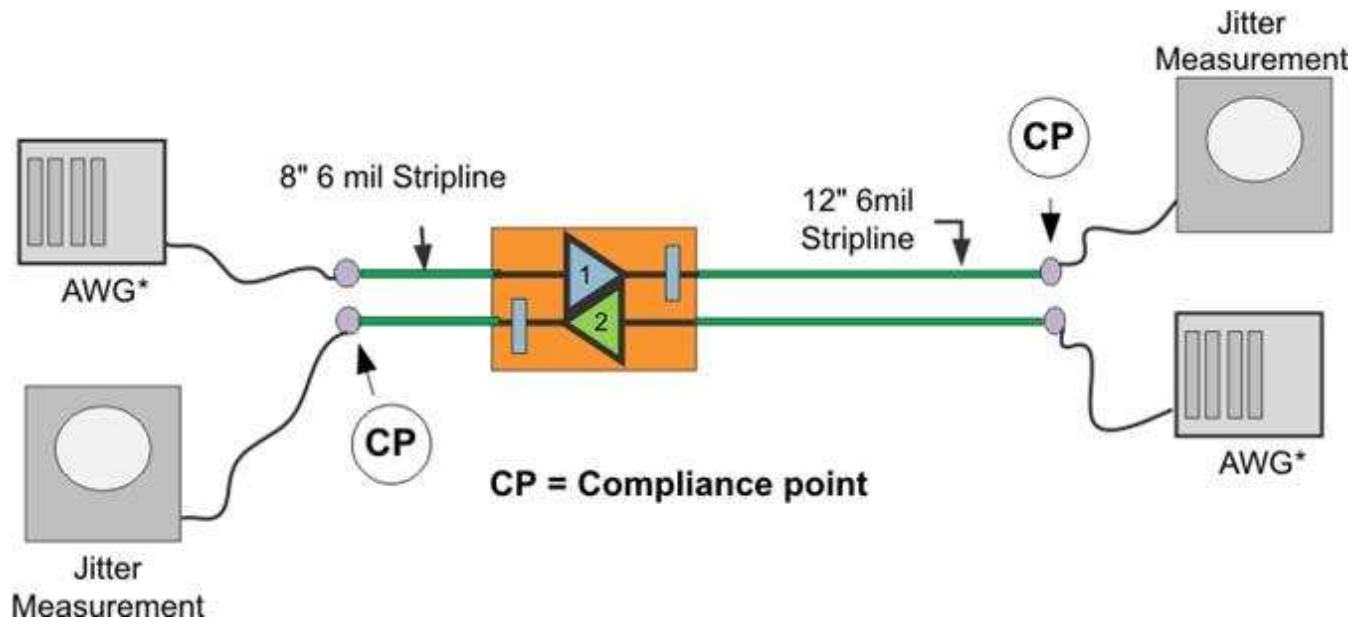 Jitter
Measurement
CP
8" 6 mil Stripline
12" 6mil
Stripline
AWG*
1
2
CP
CP = Compliance point
AWG*
Jitter
Measurement